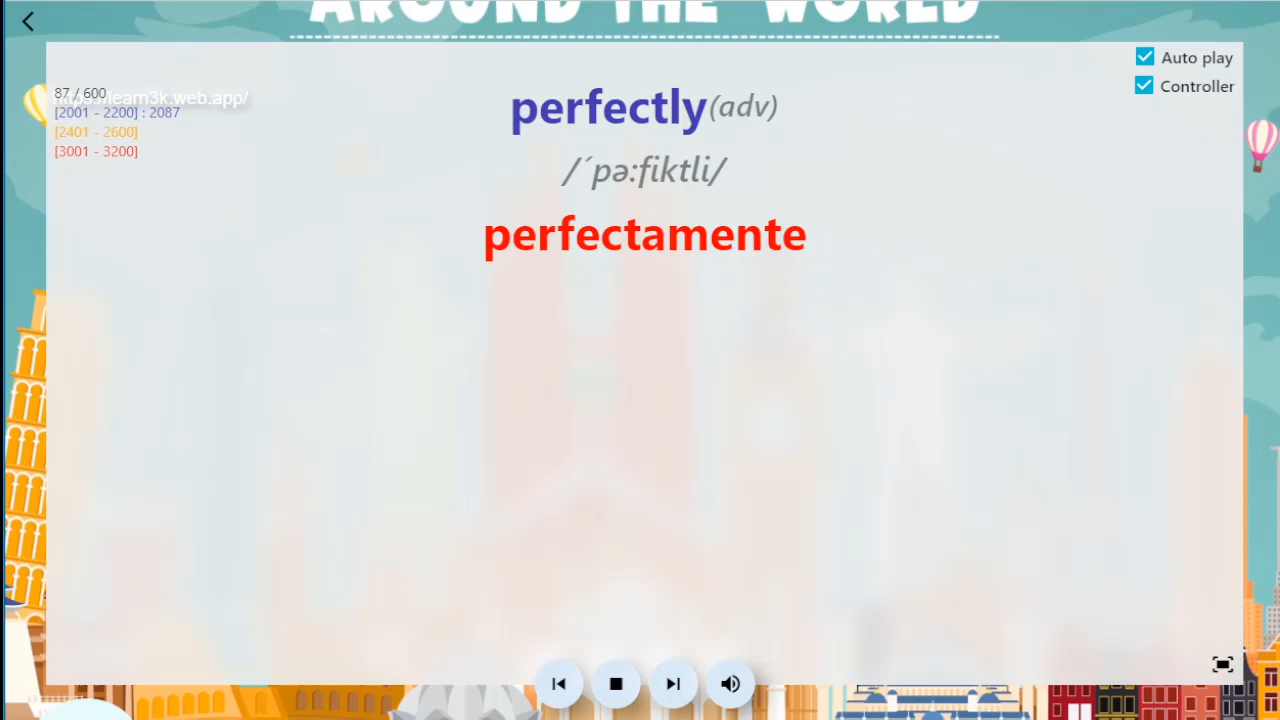 AROUND THE WORLD
Auto play
Controller
87 / 600
https://learn3k.web.app/
[2001 - 2200] : 2087
[2401 - 2600]
[3001 - 3200]
perfectly(adv)
/´pə:fiktli/
perfectamente